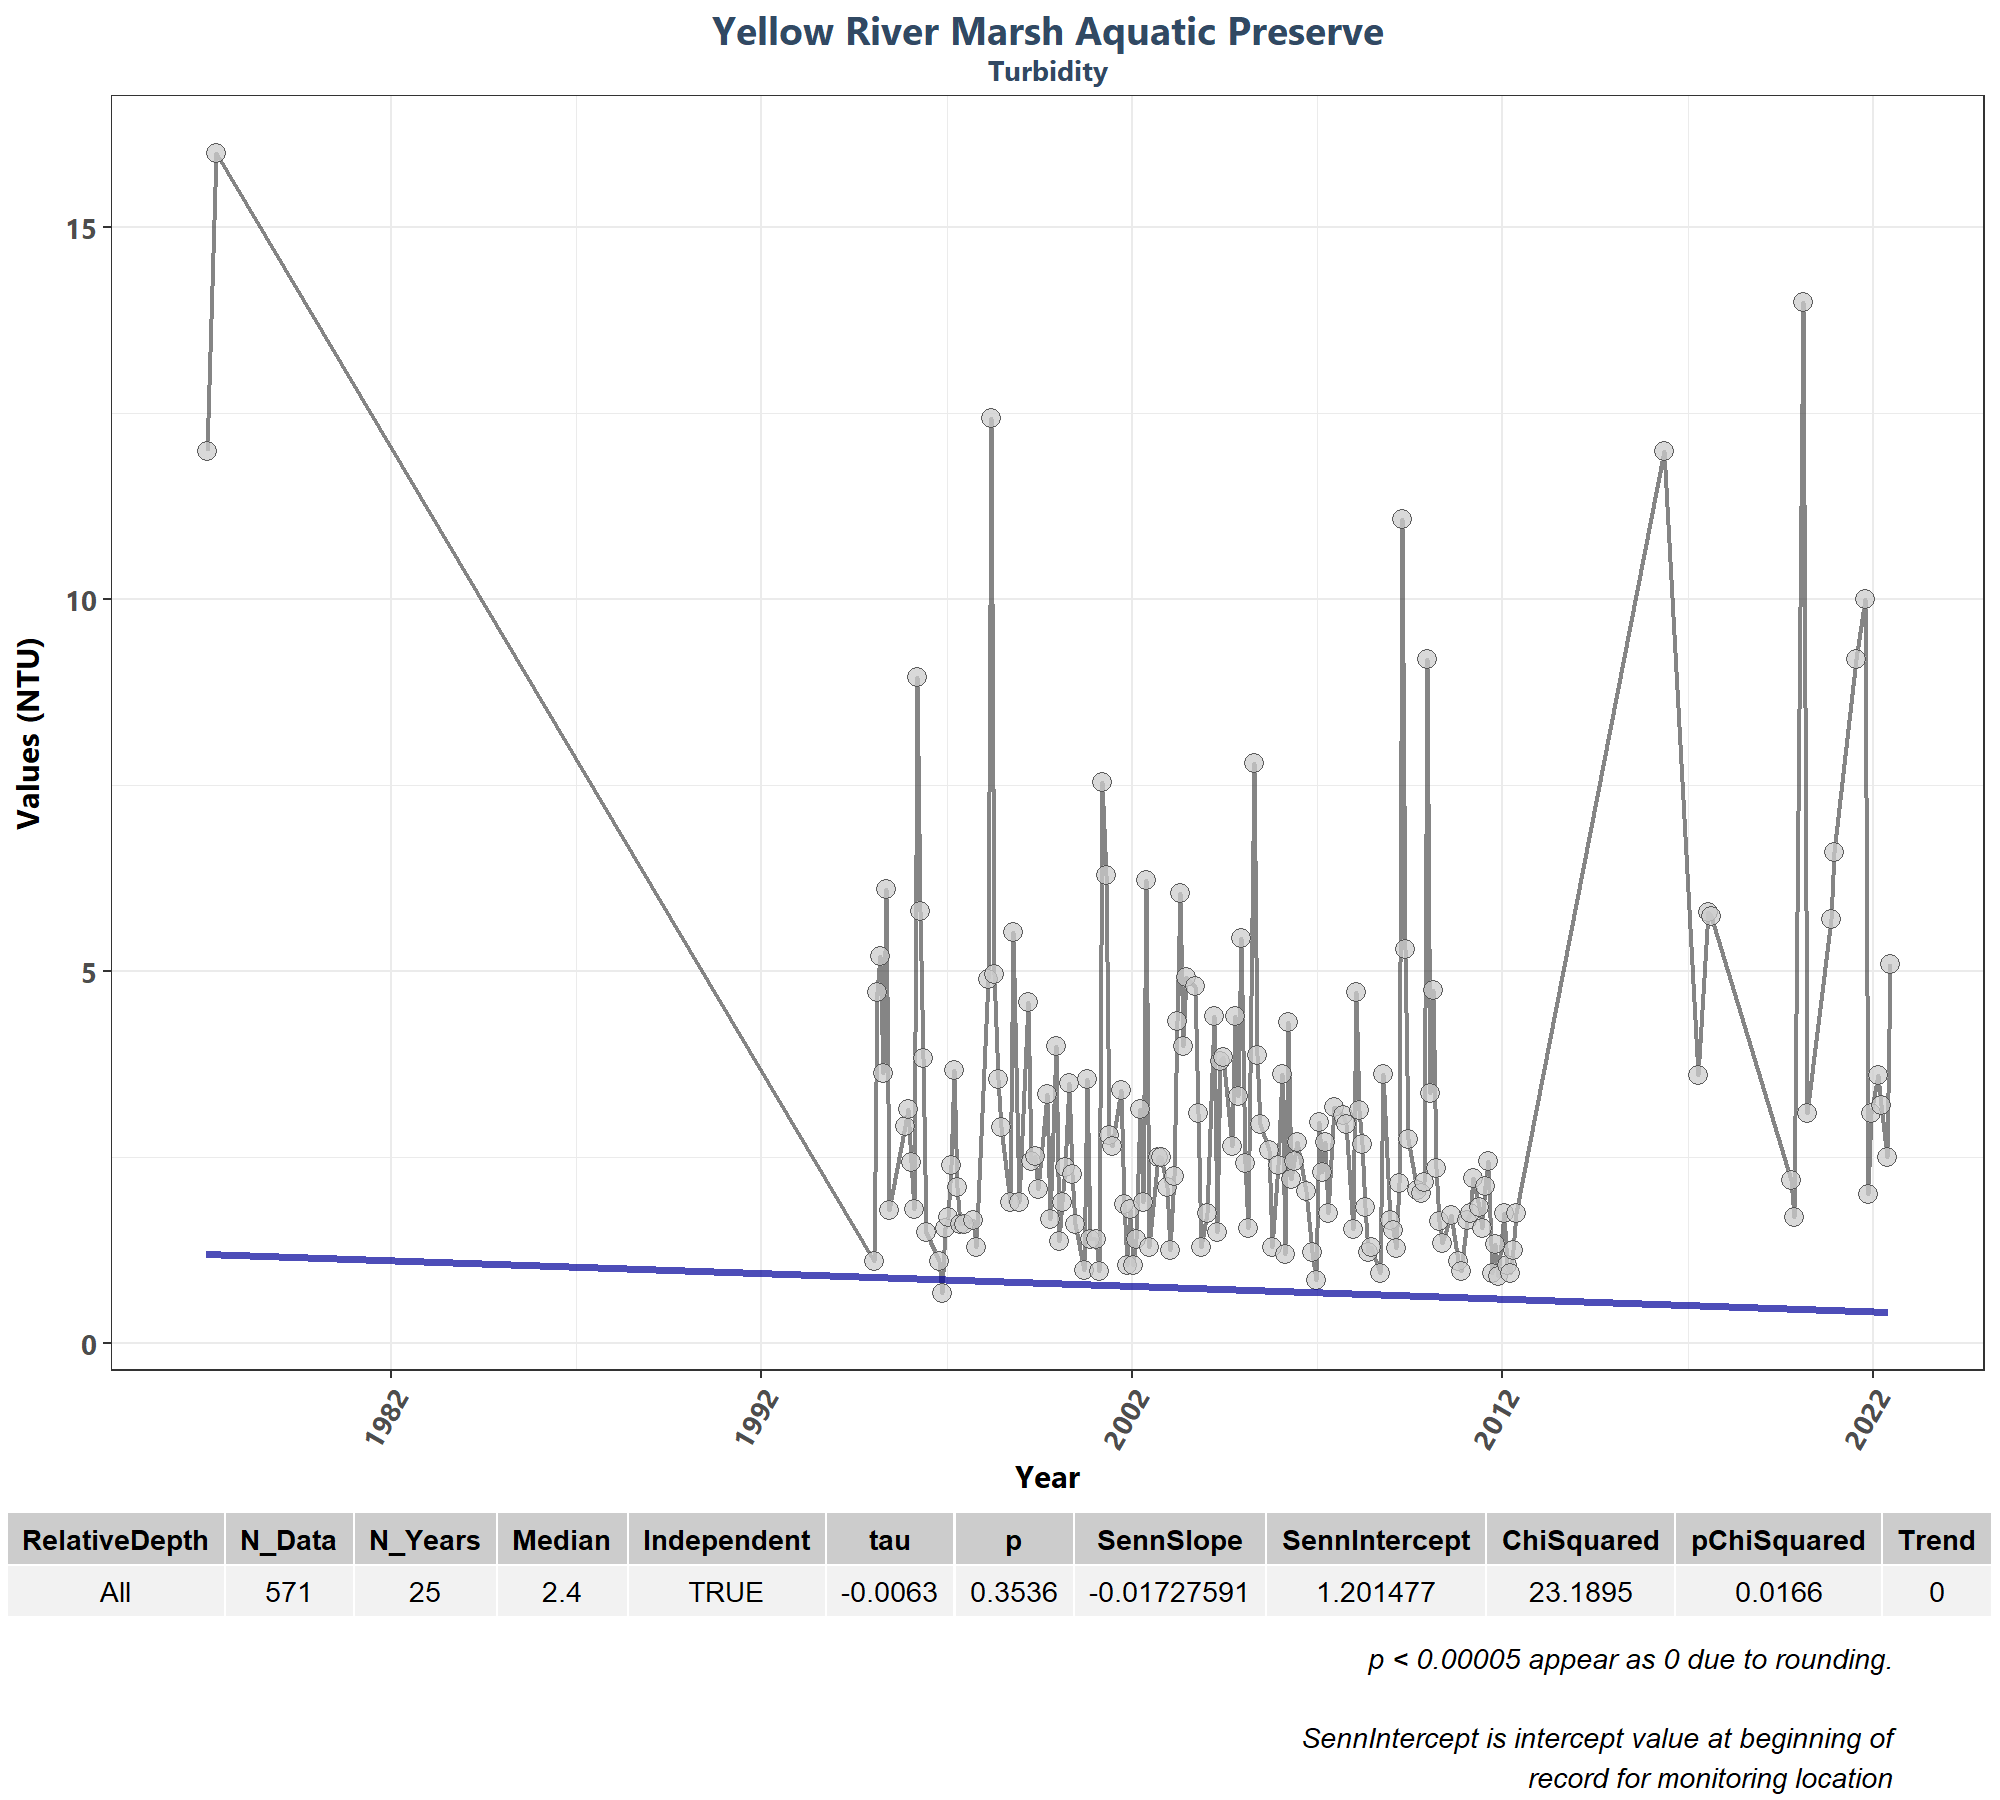 Yellow River Marsh Aquatic Preserve
Turbidity
Values (NTU)
15
10
5
0
1982 1992 2002 2012 2022
Year
RelativeDepth N_Data N_Years Median Independent tau p SennSlope SennIntercept ChiSquared pChiSquared Trend
All 571 25 2.4 TRUE -0.0063 0.3536 -0.01727591 1.201477 23.1895 0.0166 0
p < 0.00005 appear as 0 due to rounding.
SennIntercept is intercept value at beginning of
record for monitoring location